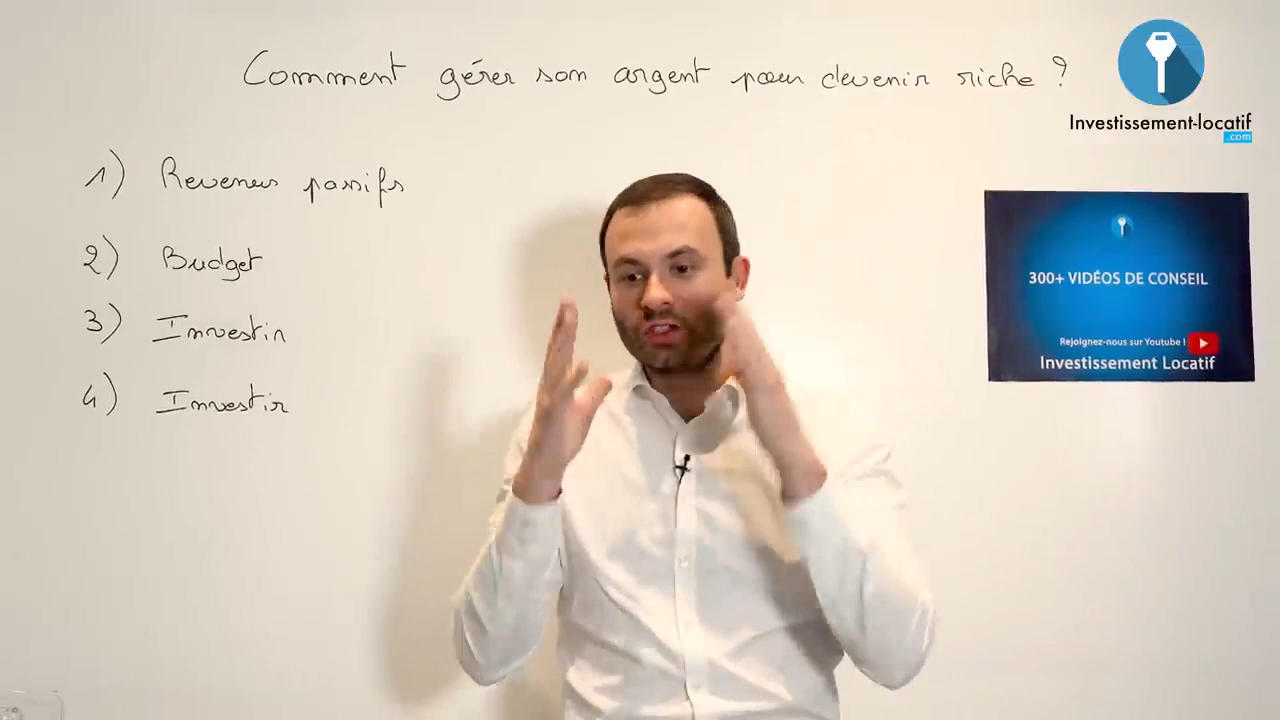 Comment gérer son argent pour devenir riche ?
Investissement-locatif
.com
1) Revenus passifs
2) Budget
3) Investir
4) Investir
300+ VIDÉOS DE CONSEIL
Rejoignez-nous sur Youtube !
Investissement Locatif